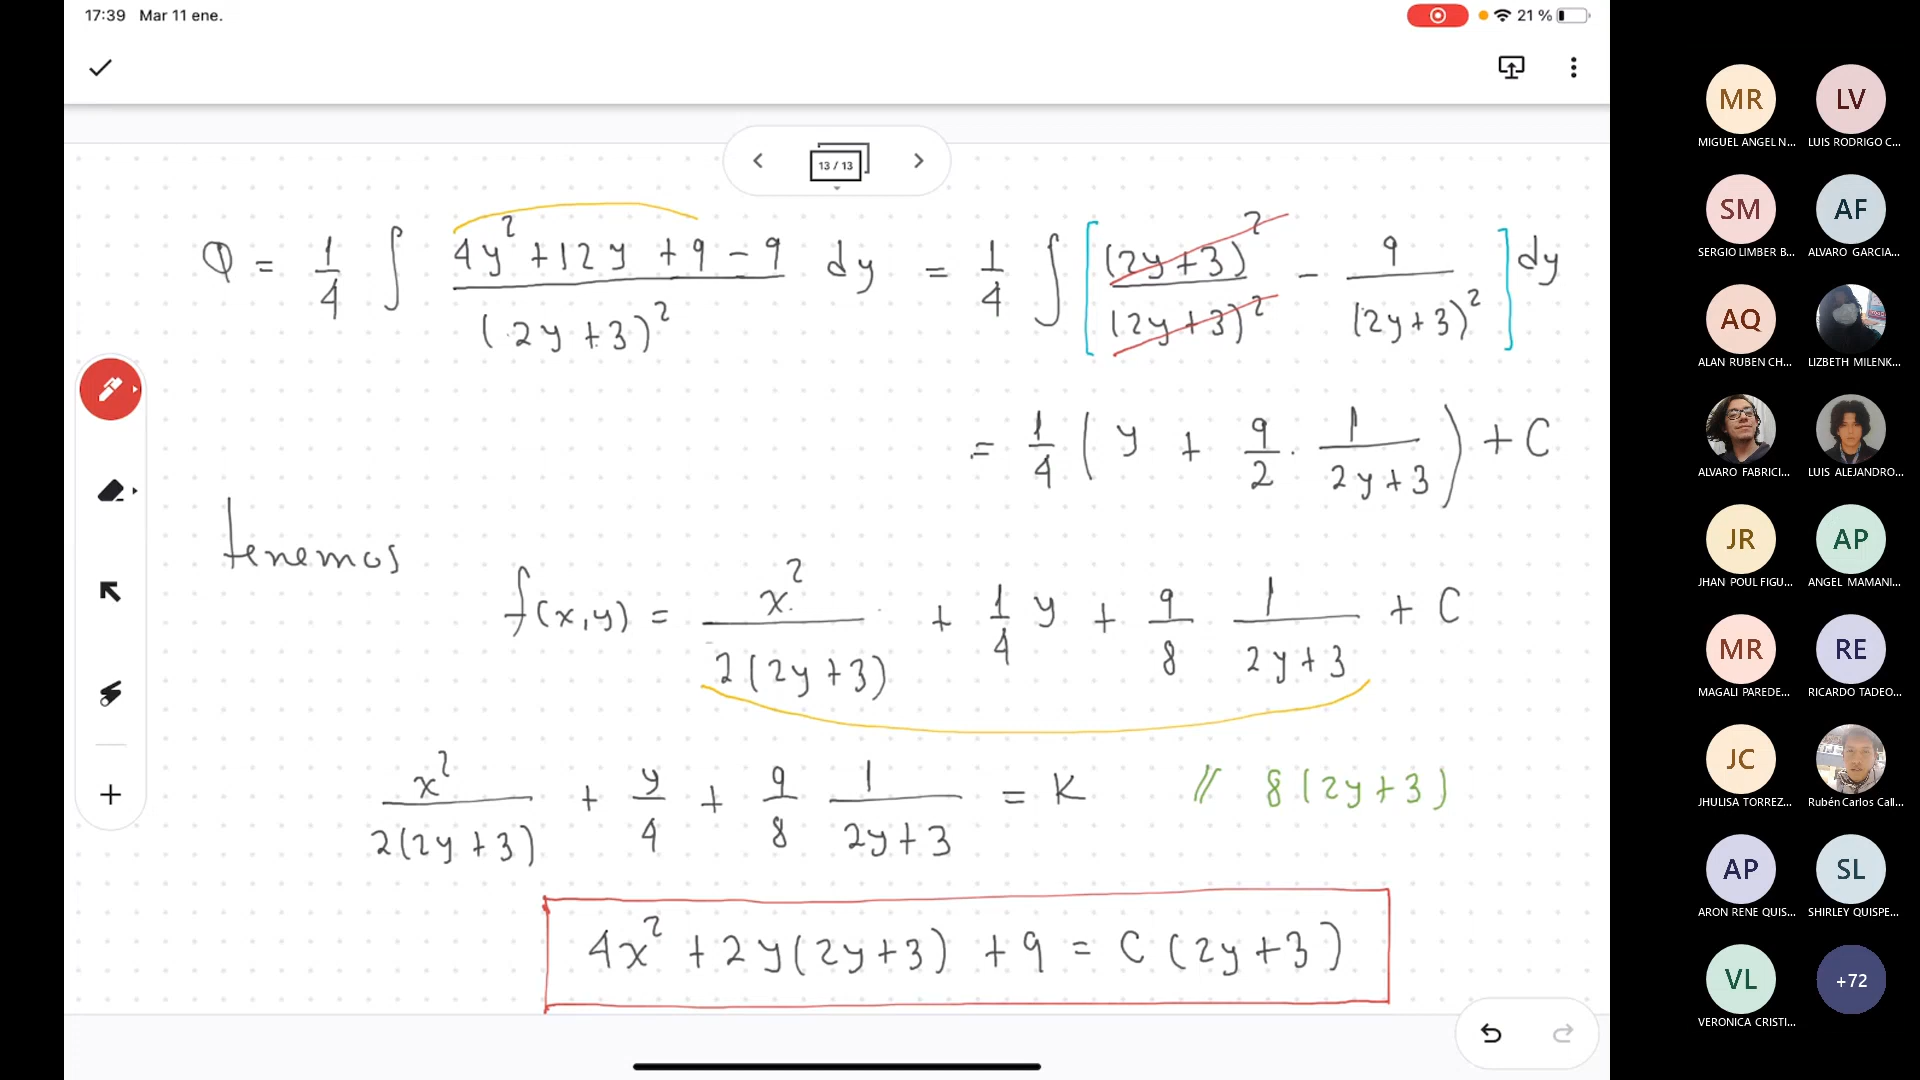 17:39 Mar 11 ene. 21 %
13 / 13
Q = 1/4 ∫ (4y² + 12y + 9 - 9)/(2y + 3)² dy = 1/4 ∫ [(2y + 3)²/(2y + 3)² - 9/(2y + 3)²] dy
= 1/4 (y + 9/2 · 1/(2y + 3)) + C
tenemos
f(x,y) = x²/(2(2y + 3)) + 1/4 y + 9/8 1/(2y + 3) + C
x²/(2(2y + 3)) + y/4 + 9/8 1/(2y + 3) = K // 8(2y + 3)
4x² + 2y(2y + 3) + 9 = C(2y + 3)
MR LV
MIGUEL ANGEL N... LUIS RODRIGO C...
SM AF
SERGIO LIMBER B... ALVARO GARCIA...
AQ
ALAN RUBEN CH... LIZBETH MILENK...
ALVARO FABRICI... LUIS ALEJANDRO...
JR AP
JHAN POUL FIGU... ANGEL MAMANI...
MR RE
MAGALI PAREDE... RICARDO TADEO...
JC
JHULISA TORREZ... Rubén Carlos Call...
AP SL
ARON RENE QUIS... SHIRLEY QUISPE...
VL +72
VERONICA CRISTI...